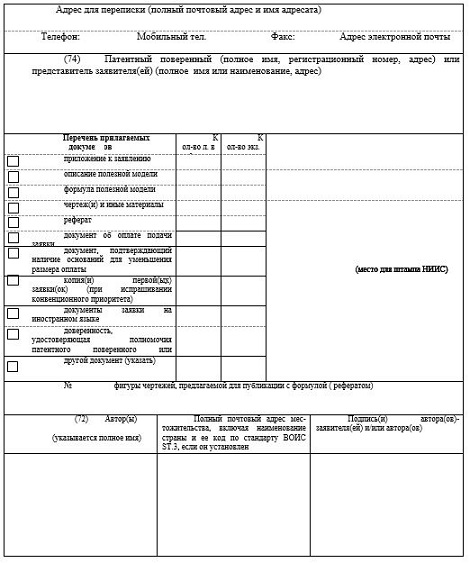 Адрес для переписки (полный почтовый адрес и имя адресата)
Телефон: Мобильный тел. Факс: Адрес электронной почты
(74) Патентный поверенный (полное имя, регистрационный номер, адрес) или
представитель заявителя(ей) (полное имя или наименование, адрес)
Перечень прилагаемых
докуме ов
К
ол-во л. в
К
ол-во экз.
приложение к заявлению
описание полезной модели
формула полезной модели
чертеж(и) и иные материалы
реферат
документ об оплате подачи
заявки
документ, подтверждающий
наличие оснований для уменьшения
размера оплаты
копия(и) первой(ых)
заявки(ок) (при испрашивании
конвенционного приоритета)
документы заявки на
иностранном языке
доверенность,
удостоверяющая полномочия
патентного поверенного или
другой документ (указать)
(место для штампа НИИС)
№ фигуры чертежей, предлагаемой для публикации с формулой ( рефератом)
(72) Автор(ы)
(указывается полное имя)
Полный почтовый адрес мес-
тожительства, включая наименование
страны и ее код по стандарту ВОИС
ST.3, если он установлен
Подпись(и) автора(ов)-
заявителя(ей) и/или автора(ов)